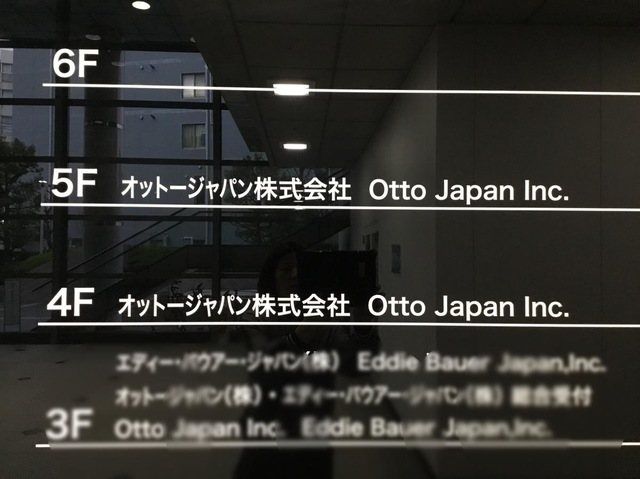 6F
5F オットージャパン株式会社 Otto Japan Inc.
4F オットージャパン株式会社 Otto Japan Inc.
エディー・バウアー・ジャパン(株) Eddie Bauer Japan,Inc.
オットージャパン(株)・エディー・バウアー・ジャパン(株) 総合受付
3F Otto Japan Inc. Eddie Bauer Japan,Inc.